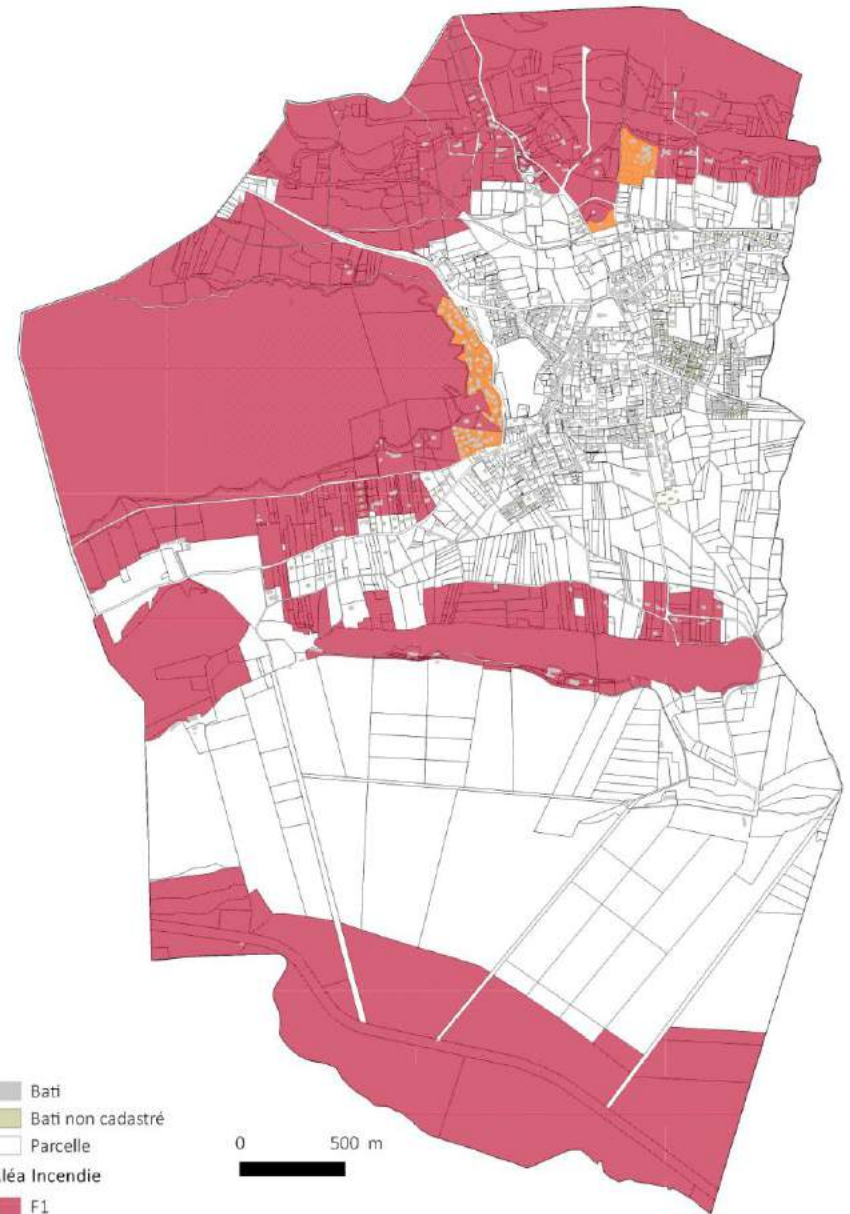 Bati
Bati non cadastré
Parcelle
léa Incendie
F1
0 500 m